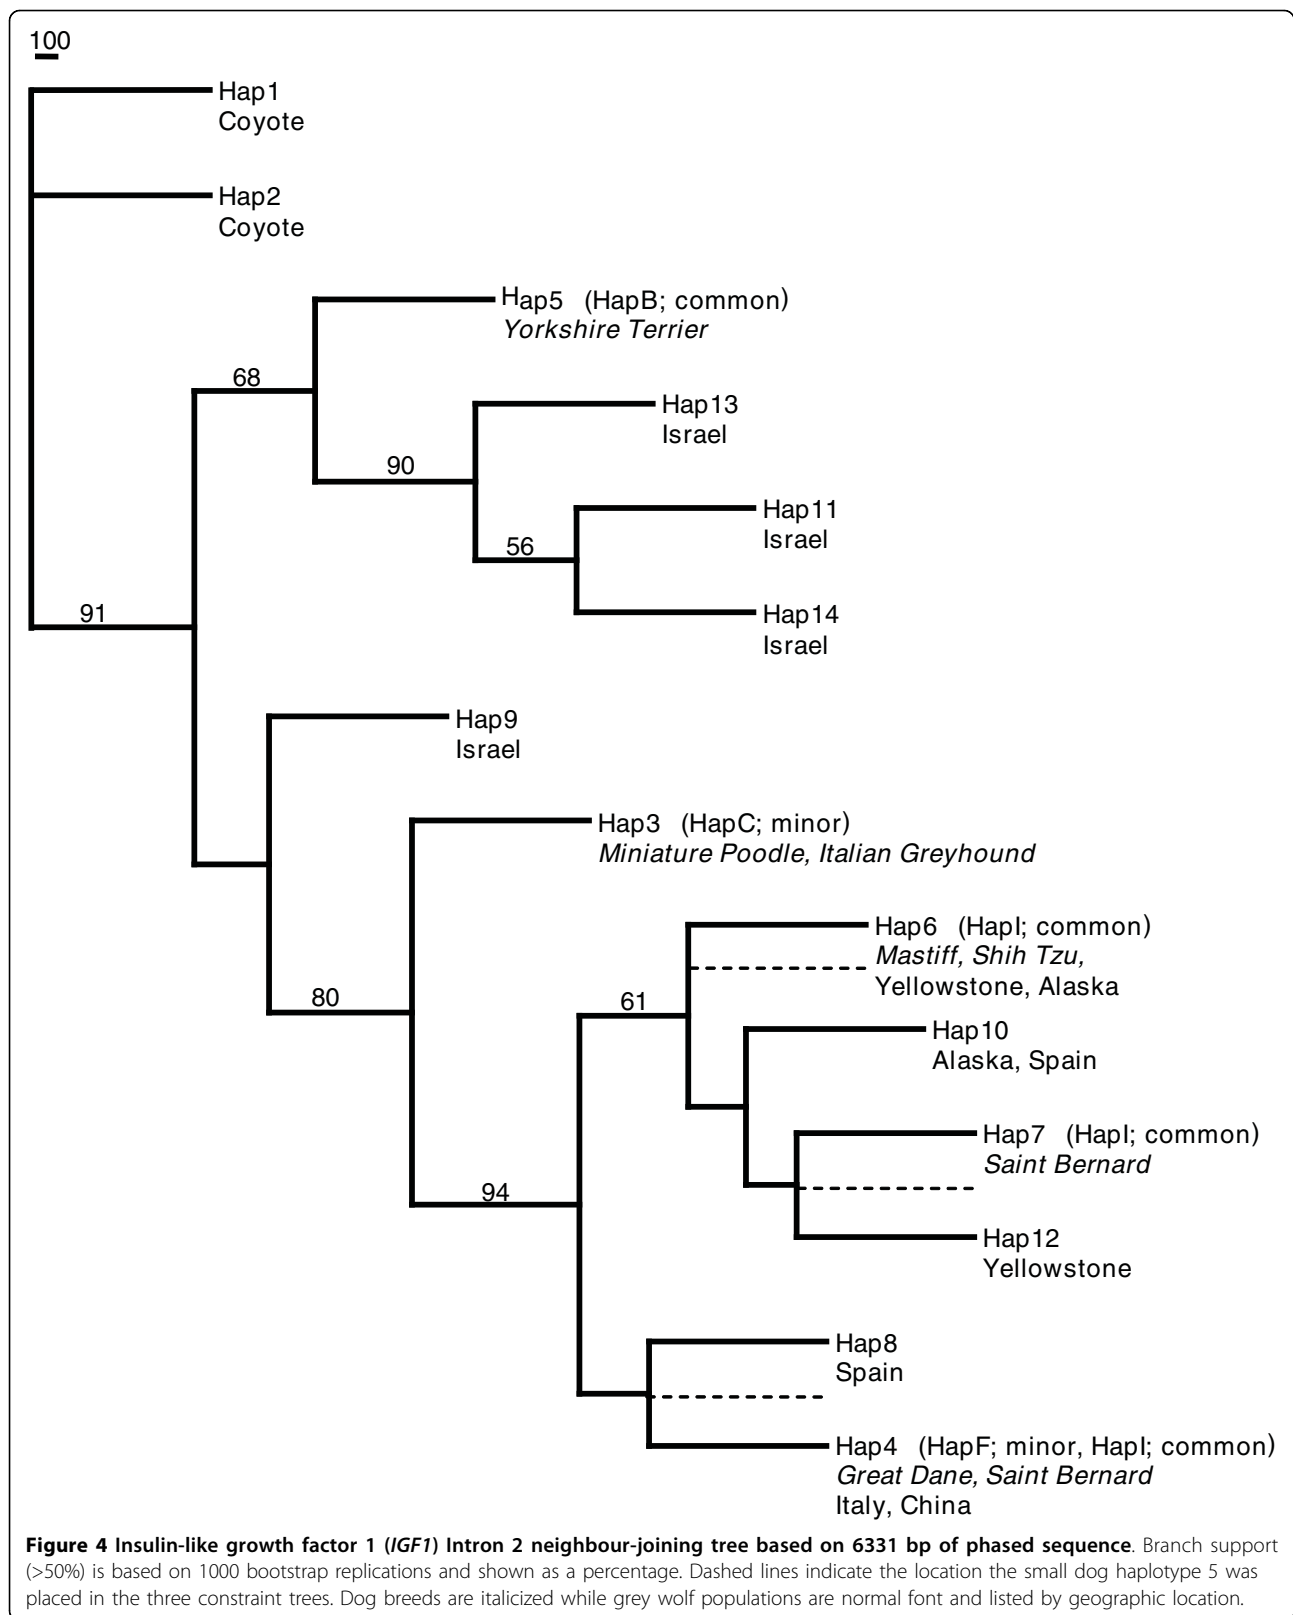 100
Hap1
Coyote
Hap2
Coyote
Hap5 (HapB; common)
Yorkshire Terrier
68
Hap13
Israel
90
Hap11
Israel
56
Hap14
Israel
91
Hap9
Israel
Hap3 (HapC; minor)
Miniature Poodle, Italian Greyhound
80
Hap6 (HapI; common)
Mastiff, Shih Tzu,
Yellowstone, Alaska
61
Hap10
Alaska, Spain
Hap7 (HapI; common)
Saint Bernard
94
Hap12
Yellowstone
Hap8
Spain
Hap4 (HapF; minor, HapI; common)
Great Dane, Saint Bernard
Italy, China
Figure 4 Insulin-like growth factor 1 (IGF1) Intron 2 neighbour-joining tree based on 6331 bp of phased sequence. Branch support
(>50%) is based on 1000 bootstrap replications and shown as a percentage. Dashed lines indicate the location the small dog haplotype 5 was
placed in the three constraint trees. Dog breeds are italicized while grey wolf populations are normal font and listed by geographic location.